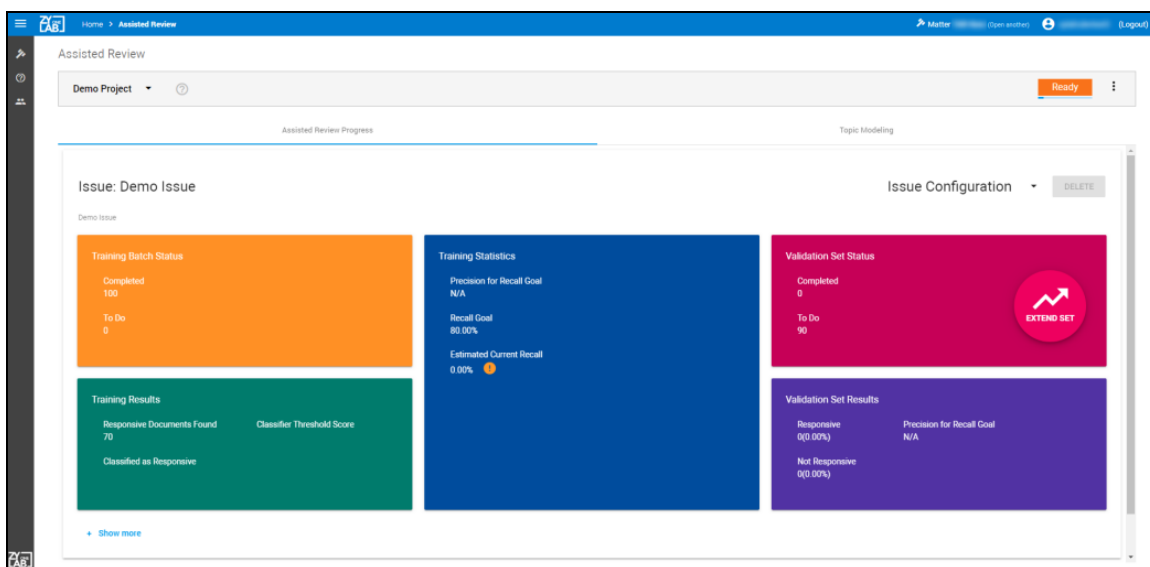 ZyLAB ONE Home > Assisted Review Matter (Open another) (Logout)
Assisted Review
Demo Project Ready
Assisted Review Progress Topic Modeling
Issue: Demo Issue Issue Configuration DELETE
Demo Issue
Training Batch Status
Completed
100
To Do
0
Training Statistics
Precision for Recall Goal
N/A
Recall Goal
80.00%
Estimated Current Recall
0.00% !
Validation Set Status
Completed
0
To Do
90
EXTEND SET
Training Results
Responsive Documents Found Classifier Threshold Score
70
Classified as Responsive
Validation Set Results
Responsive Precision for Recall Goal
0(0.00%) N/A
Not Responsive
0(0.00%)
+ Show more
ZyLAB